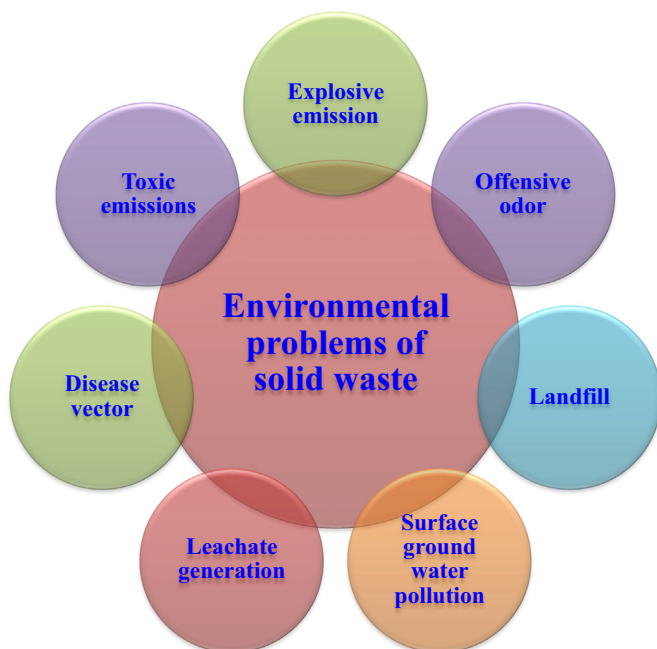 Explosive
emission
Offensive
odor
Landfill
Surface
ground
water
pollution
Leachate
generation
Disease
vector
Toxic
emissions
Environmental
problems of
solid waste